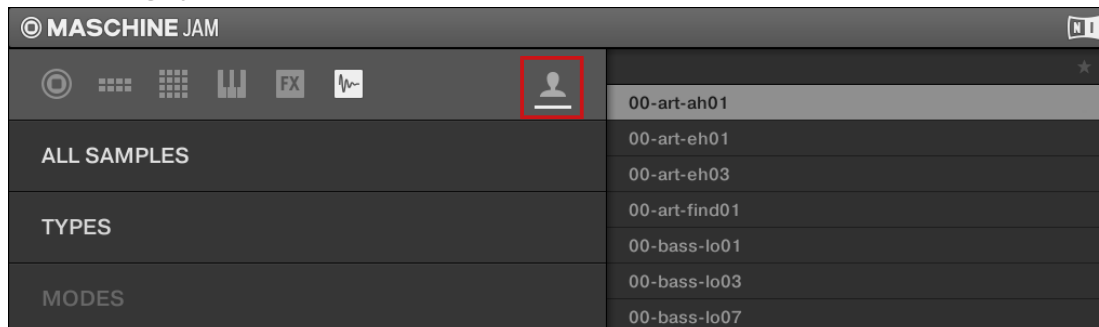 MASCHINE JAM
NI
FX
ALL SAMPLES
TYPES
MODES
00-art-ah01
00-art-eh01
00-art-eh03
00-art-find01
00-bass-lo01
00-bass-lo03
00-bass-lo07